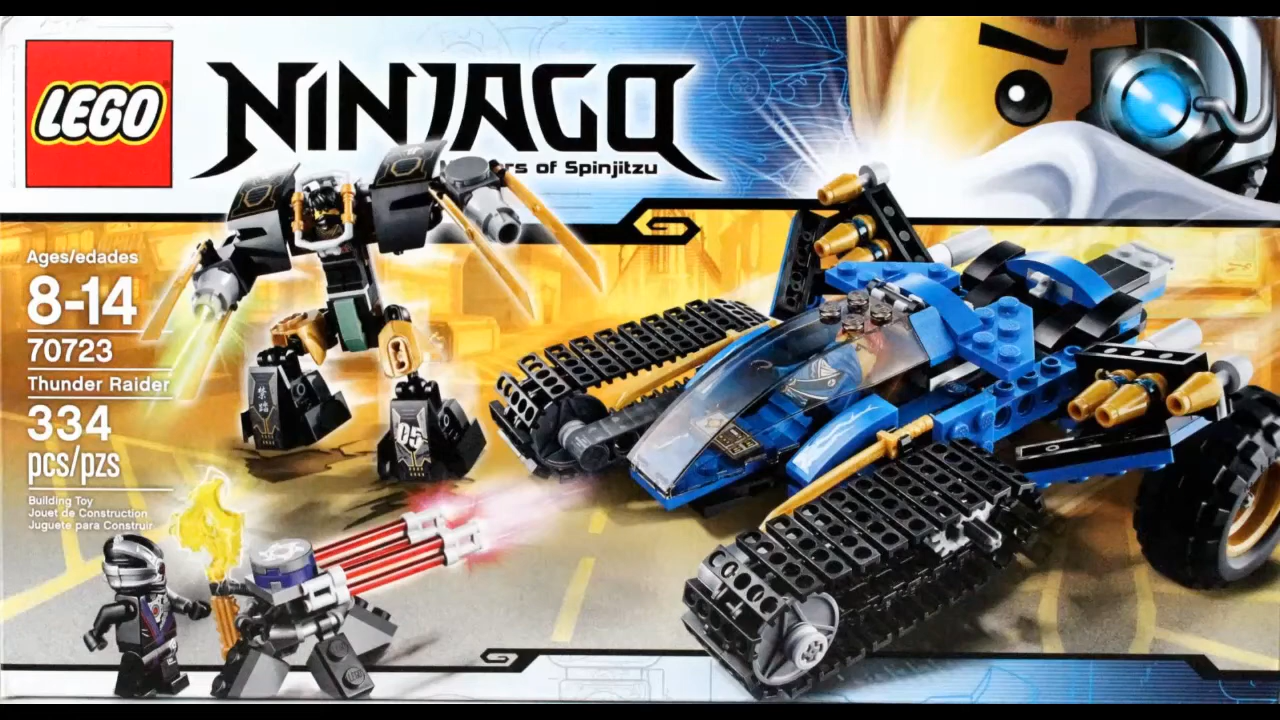 LEGO
NINJAGO
rs of Spinjitzu
Ages/edades
8-14
70723
Thunder Raider
334
pcs/pzs
Building Toy
Jouet de Construction
Juguete para Construir
05
LEGO